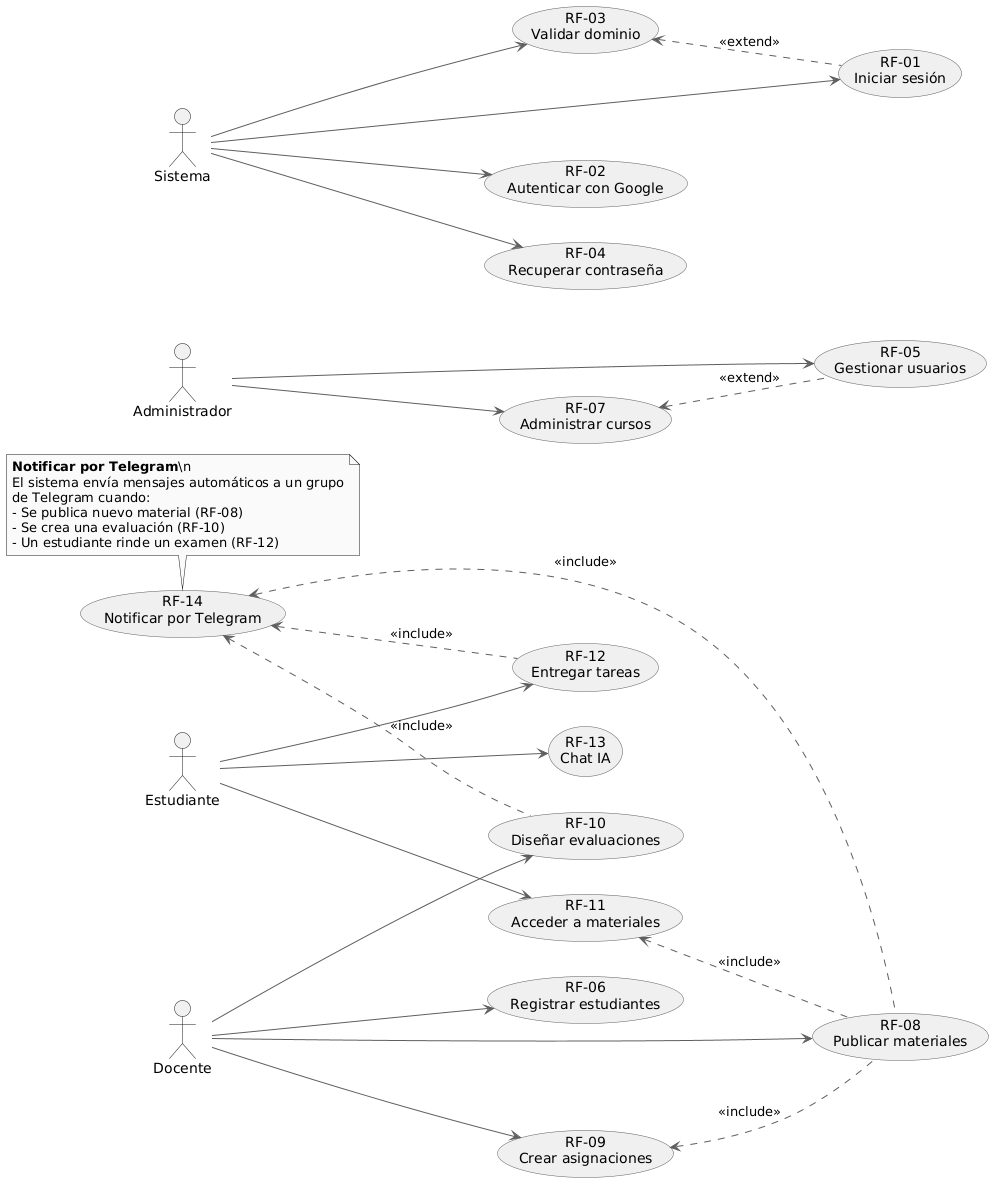 RF-03
Validar dominio
«extend»
RF-01
Iniciar sesión
Sistema
RF-02
Autenticar con Google
RF-04
Recuperar contraseña
RF-05
Gestionar usuarios
«extend»
Administrador
RF-07
Administrar cursos
Notificar por Telegram\n
El sistema envía mensajes automáticos a un grupo
de Telegram cuando:
- Se publica nuevo material (RF-08)
- Se crea una evaluación (RF-10)
- Un estudiante rinde un examen (RF-12)
«include»
RF-14
Notificar por Telegram
«include»
RF-12
Entregar tareas
«include»
RF-13
Chat IA
Estudiante
RF-10
Diseñar evaluaciones
RF-11
Acceder a materiales
«include»
RF-06
Registrar estudiantes
RF-08
Publicar materiales
Docente
«include»
RF-09
Crear asignaciones